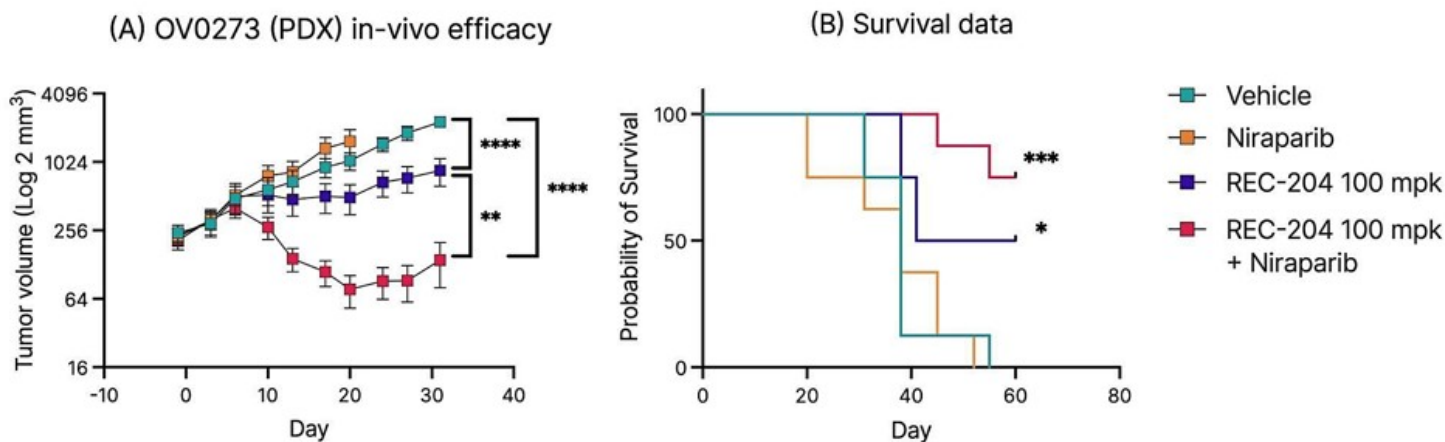 (A) OV0273 (PDX) in-vivo efficacy
Tumor volume (Log 2 mm³)
4096
1024
256
64
16
-10 0 10 20 30 40
Day
****
**
****
(B) Survival data
Probability of Survival
100
50
0
0 20 40 60 80
Day
***
*
Vehicle
Niraparib
REC-204 100 mpk
REC-204 100 mpk
+ Niraparib